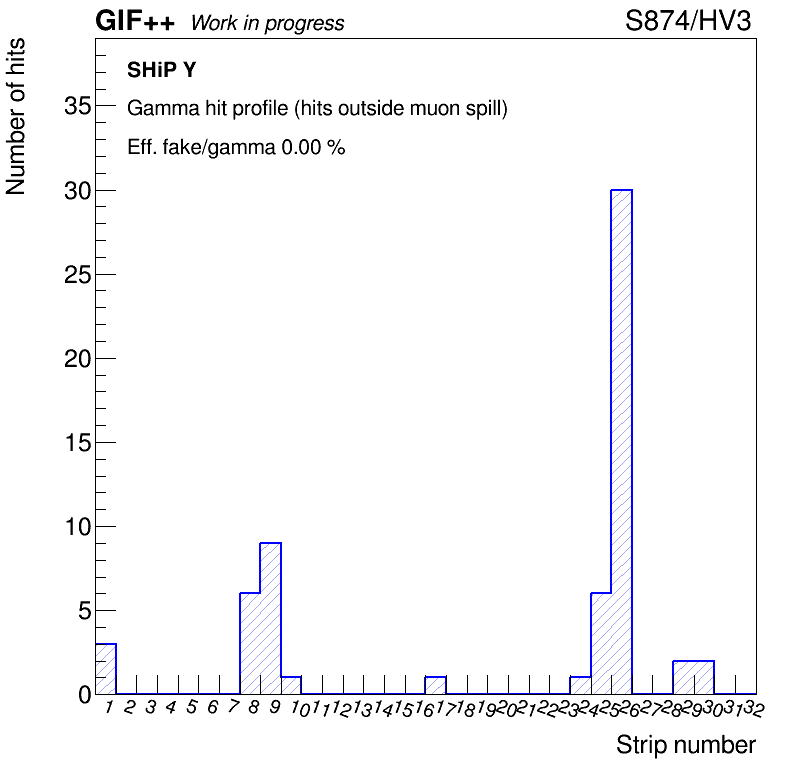 GIF++ Work in progress S874/HV3
Number of hits
SHiP Y
Gamma hit profile (hits outside muon spill)
Eff. fake/gamma 0.00 %
35
30
25
20
15
10
5
0
1 2 3 4 5 6 7 8 9 10 11 12 13 14 15 16 17 18 19 20 21 22 23 24 25 26 27 28 29 30 31 32
Strip number